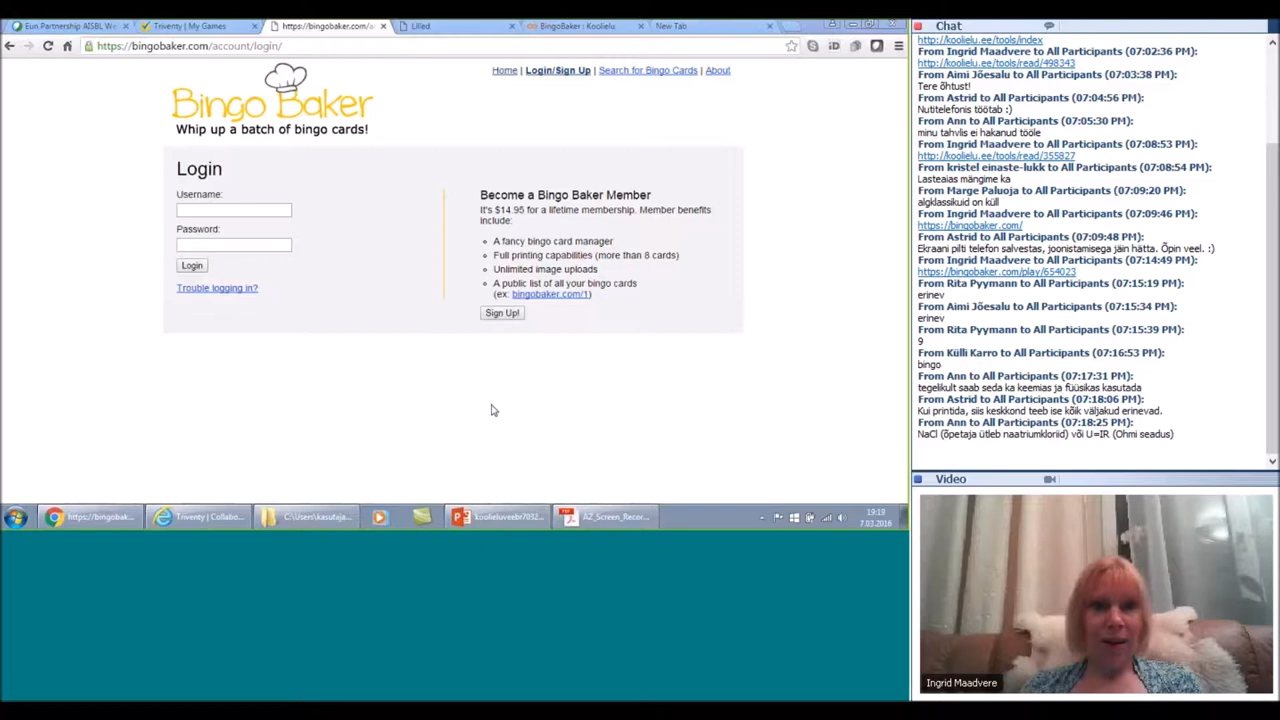 Eun Partnership AISBL We
Triventy | My Games
https://bingobaker.com/a
Lilled
BingoBaker : Koolielu
New Tab
https://bingobaker.com/account/login/
Home | Login/Sign Up | Search for Bingo Cards | About
Bingo Baker
Whip up a batch of bingo cards!
Login
Username:
Password:
Login
Trouble logging in?
Become a Bingo Baker Member
It's $14.95 for a lifetime membership. Member benefits
include:
A fancy bingo card manager
Full printing capabilities (more than 8 cards)
Unlimited image uploads
A public list of all your bingo cards
(ex: bingobaker.com/1)
Sign Up!
https://bingobak...
Triventy | Collabo...
C:\Users\kasutaja...
koolieluveebr7032...
AZ_Screen_Recor...
19:19
7.03.2016
Chat
http://koolielu.ee/tools/index
From Ingrid Maadvere to All Participants (07:02:36 PM):
http://koolielu.ee/tools/read/498343
From Aimi Jõesalu to All Participants (07:03:38 PM):
Tere õhtust!
From Astrid to All Participants (07:04:56 PM):
Nutitelefonis töötab :)
From Ann to All Participants (07:05:30 PM):
minu tahvlis ei hakanud tööle
From Ingrid Maadvere to All Participants (07:08:53 PM):
http://koolielu.ee/tools/read/355827
From kristel einaste-lukk to All Participants (07:08:54 PM):
Lasteaias mängime ka
From Marge Paluoja to All Participants (07:09:20 PM):
algklassikuid on küll
From Ingrid Maadvere to All Participants (07:09:46 PM):
https://bingobaker.com/
From Astrid to All Participants (07:09:48 PM):
Ekraani pilti telefon salvestas, joonistamisega jäin hätta. Õpin veel. :)
From Ingrid Maadvere to All Participants (07:14:49 PM):
https://bingobaker.com/play/654023
From Rita Pyymann to All Participants (07:15:19 PM):
erinev
From Aimi Jõesalu to All Participants (07:15:34 PM):
erinev
From Rita Pyymann to All Participants (07:15:39 PM):
9
From Külli Karro to All Participants (07:16:53 PM):
bingo
From Ann to All Participants (07:17:31 PM):
tegelikult saab seda ka keemias ja füüsikas kasutada
From Astrid to All Participants (07:18:06 PM):
Kui printida, siis keskkond teeb ise kõik väljakud erinevad.
From Ann to All Participants (07:18:25 PM):
NaCl (õpetaja ütleb naatriumkloriid) või U=IR (Ohmi seadus)
Video
Ingrid Maadvere